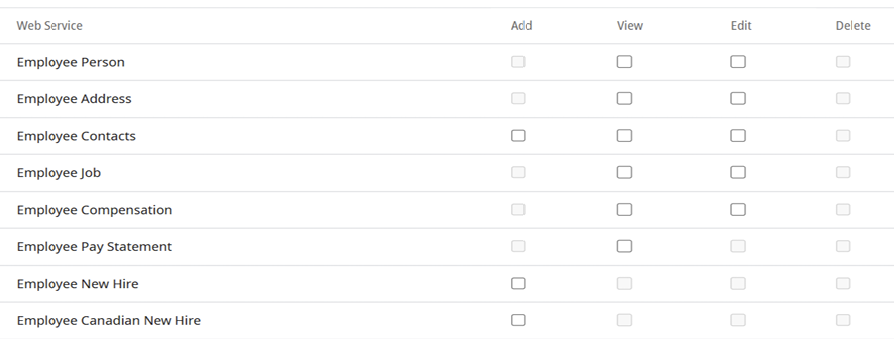 Web Service Add View Edit Delete
Employee Person
Employee Address
Employee Contacts
Employee Job
Employee Compensation
Employee Pay Statement
Employee New Hire
Employee Canadian New Hire